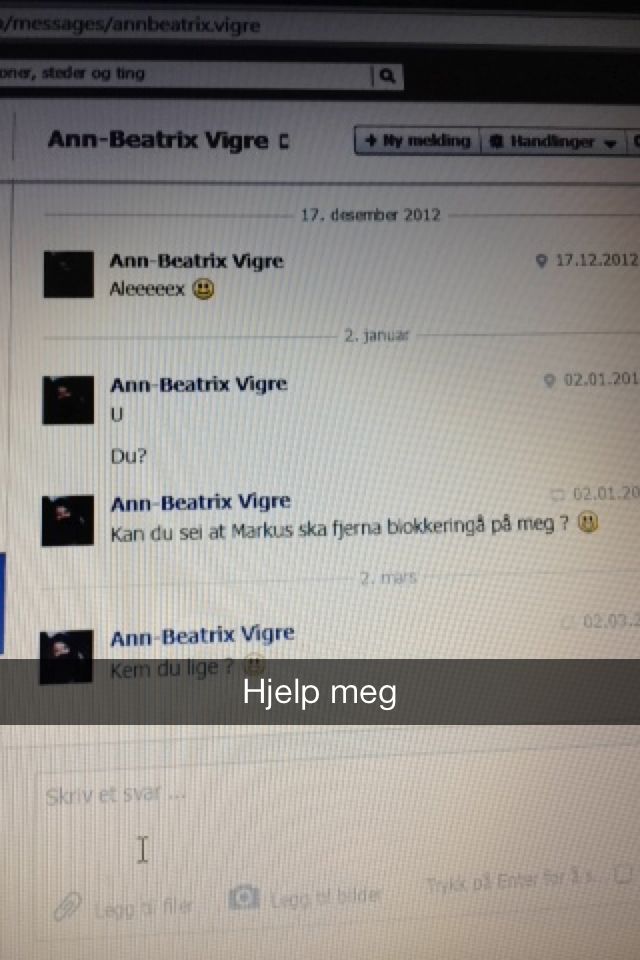 /messages/annbeatrix.vigre
oner, steder og ting
Ann-Beatrix Vigre
+ Ny melding
Handlinger
17. desember 2012
Ann-Beatrix Vigre
17.12.2012
Aleeeeex
2. januar
Ann-Beatrix Vigre
02.01.201
U
Du?
Ann-Beatrix Vigre
02.01.20
Kan du sei at Markus ska fjerna blokkeringå på meg ?
2. mars
Ann-Beatrix Vigre
02.03.2
Kem du lige ?
Hjelp meg
Skriv et svar ...
Legg til filer
Legg til bilder
Trykk på Enter for å s...